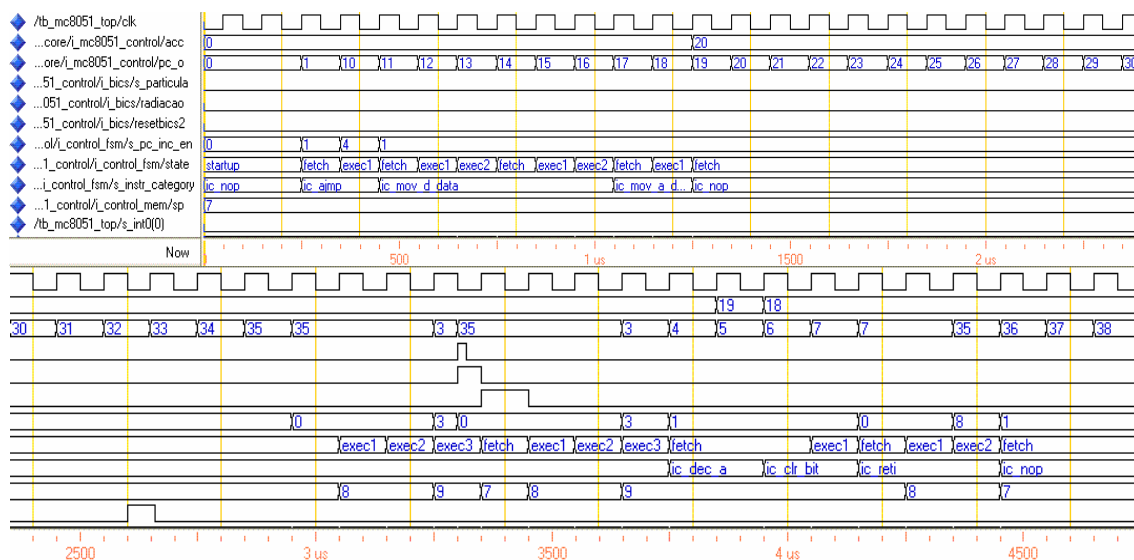 /tb_mc8051_top/clk
...core/i_mc8051_control/acc 0 20
...ore/i_mc8051_control/pc_o 0 1 10 11 12 13 14 15 16 17 18 19 20 21 22 23 24 25 26 27 28 29 30
...51_control/i_bics/s_particula
...051_control/i_bics/radiacao
...51_control/i_bics/resetbics2
...ol/i_control_fsm/s_pc_inc_en 0 1 4 1
...1_control/i_control_fsm/state startup fetch exec1 fetch exec1 exec2 fetch exec1 exec2 fetch exec1 fetch
...i_control_fsm/s_instr_category ic_nop ic_ajmp ic_mov_d_data ic_mov_a_d... ic_nop
...1_control/i_control_mem/sp 7
/tb_mc8051_top/s_int0(0)
Now 0 500 1 us 1500 2 us
19 18
30 31 32 33 34 35 35 3 35 3 4 5 6 7 7 35 36 37 38
0 3 0 3 1 0 8 1
exec1 exec2 exec3 fetch exec1 exec2 exec3 fetch exec1 fetch exec1 exec2 fetch
ic_dec_a ic_clr_bit ic_reti ic_nop
8 9 7 8 9 8 7
2500 3 us 3500 4 us 4500